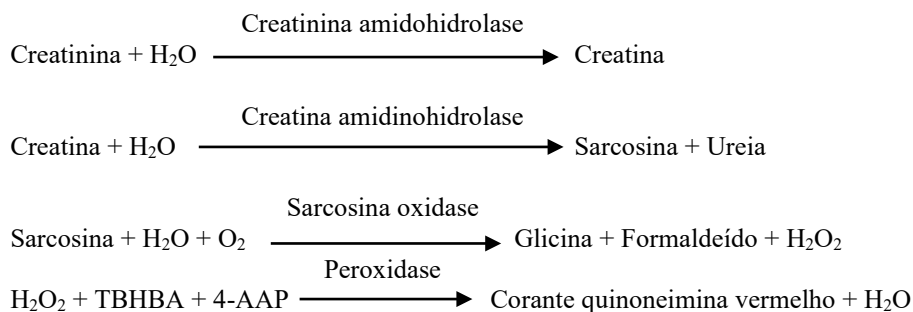 Creatinina amidohidrolase
Creatinina + H₂O Creatina
Creatina amidinohidrolase
Creatina + H₂O Sarcosina + Ureia
Sarcosina oxidase
Sarcosina + H₂O + O₂ Glicina + Formaldeído + H₂O₂
Peroxidase
H₂O₂ + TBHBA + 4-AAP Corante quinoneimina vermelho + H₂O